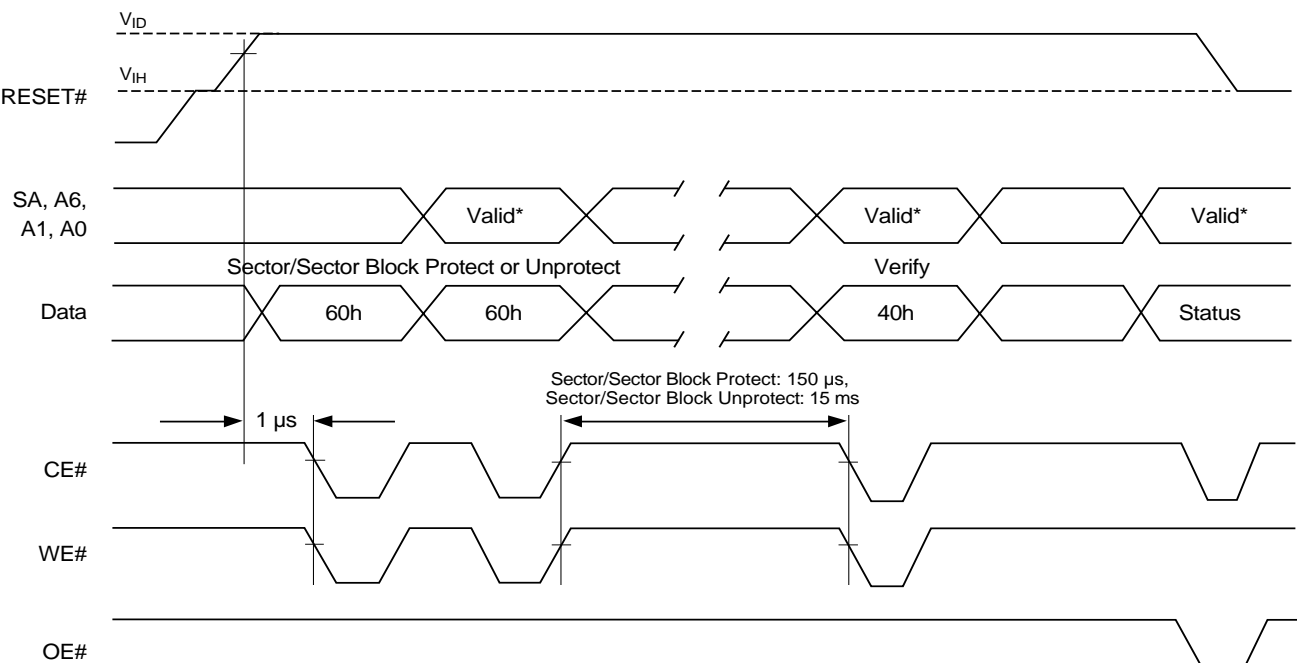 VID
VIH
RESET#
SA, A6,
A1, A0
Valid*
Valid*
Valid*
Sector/Sector Block Protect or Unprotect
Verify
Data
60h
60h
40h
Status
Sector/Sector Block Protect: 150 µs,
Sector/Sector Block Unprotect: 15 ms
1 µs
CE#
WE#
OE#